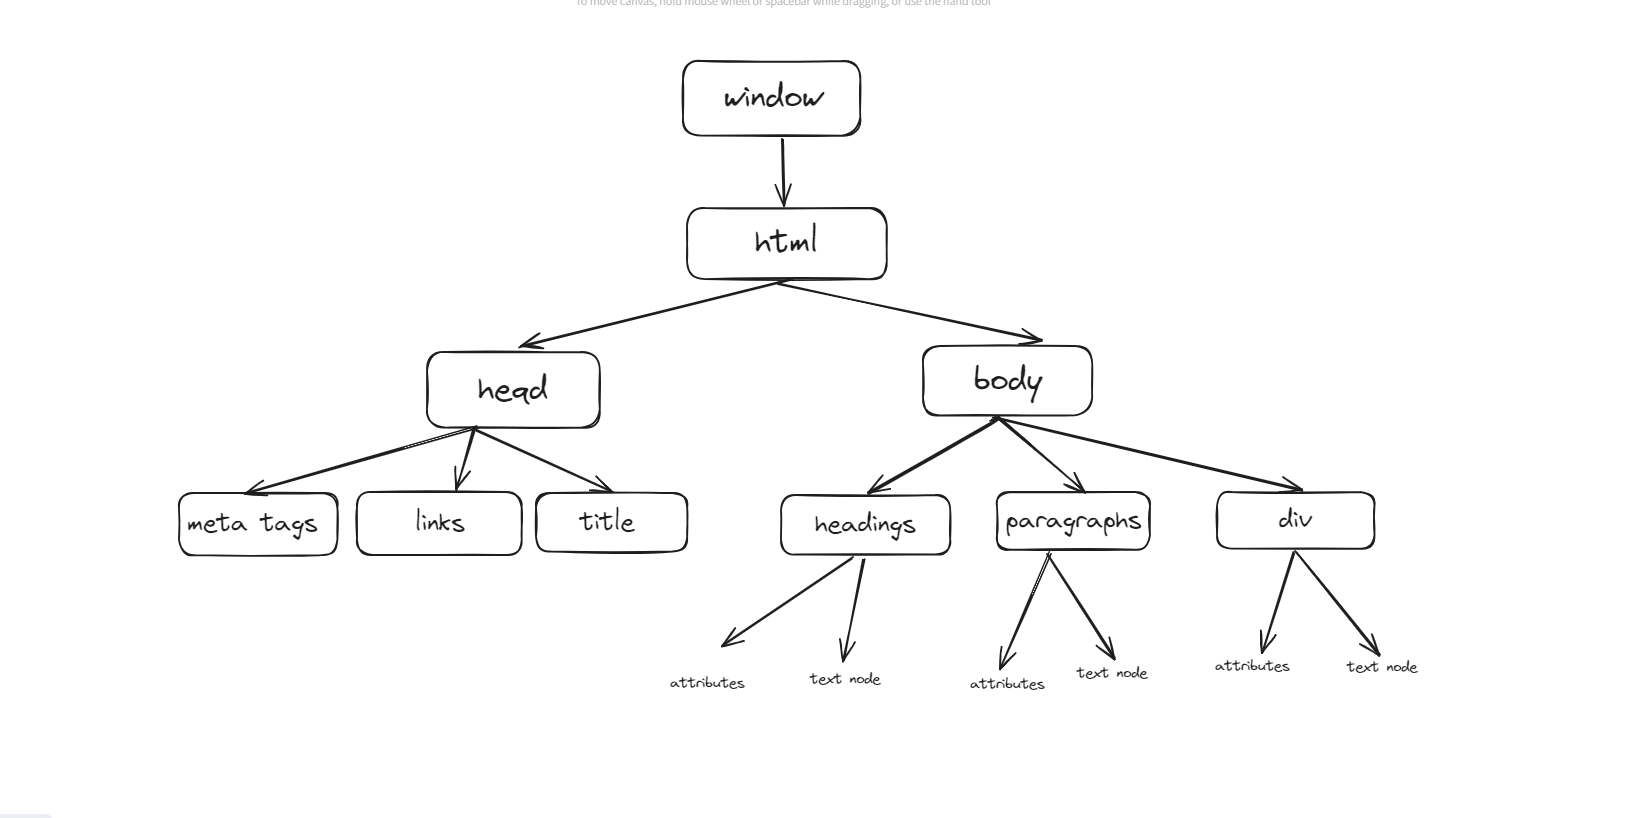 To move canvas, hold mouse wheel or spacebar while dragging, or use the hand tool
window
html
head
body
meta tags
links
title
headings
paragraphs
div
attributes
text node
attributes
text node
attributes
text node